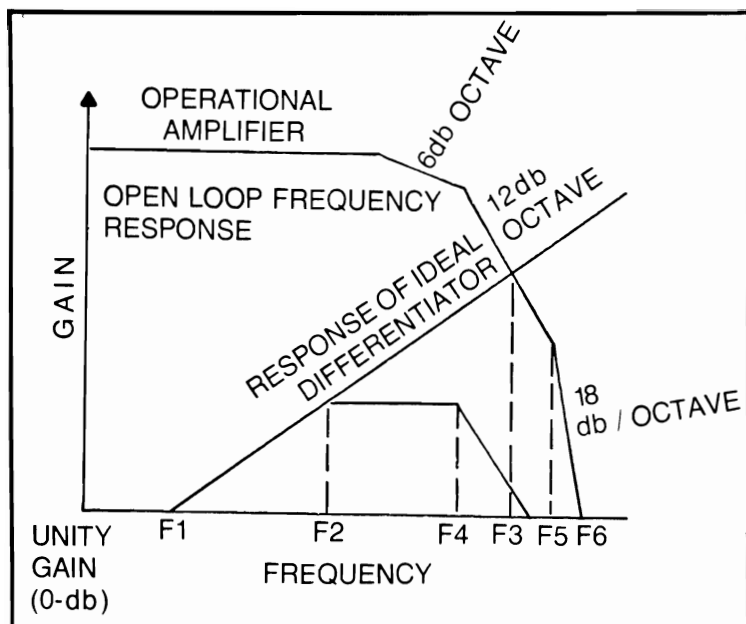 OPERATIONAL
AMPLIFIER
6db OCTAVE
OPEN LOOP FREQUENCY
RESPONSE
12db
OCTAVE
RESPONSE OF IDEAL
DIFFERENTIATOR
GAIN
18
db / OCTAVE
F1
F2
F4
F3
F5
F6
UNITY
GAIN
(0-db)
FREQUENCY